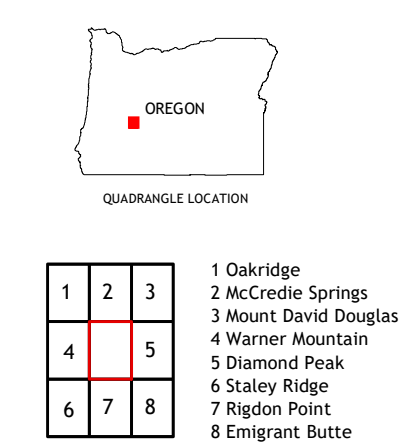 OREGON
QUADRANGLE LOCATION
1 2 3
4 5
6 7 8
1 Oakridge
2 McCredie Springs
3 Mount David Douglas
4 Warner Mountain
5 Diamond Peak
6 Staley Ridge
7 Rigdon Point
8 Emigrant Butte